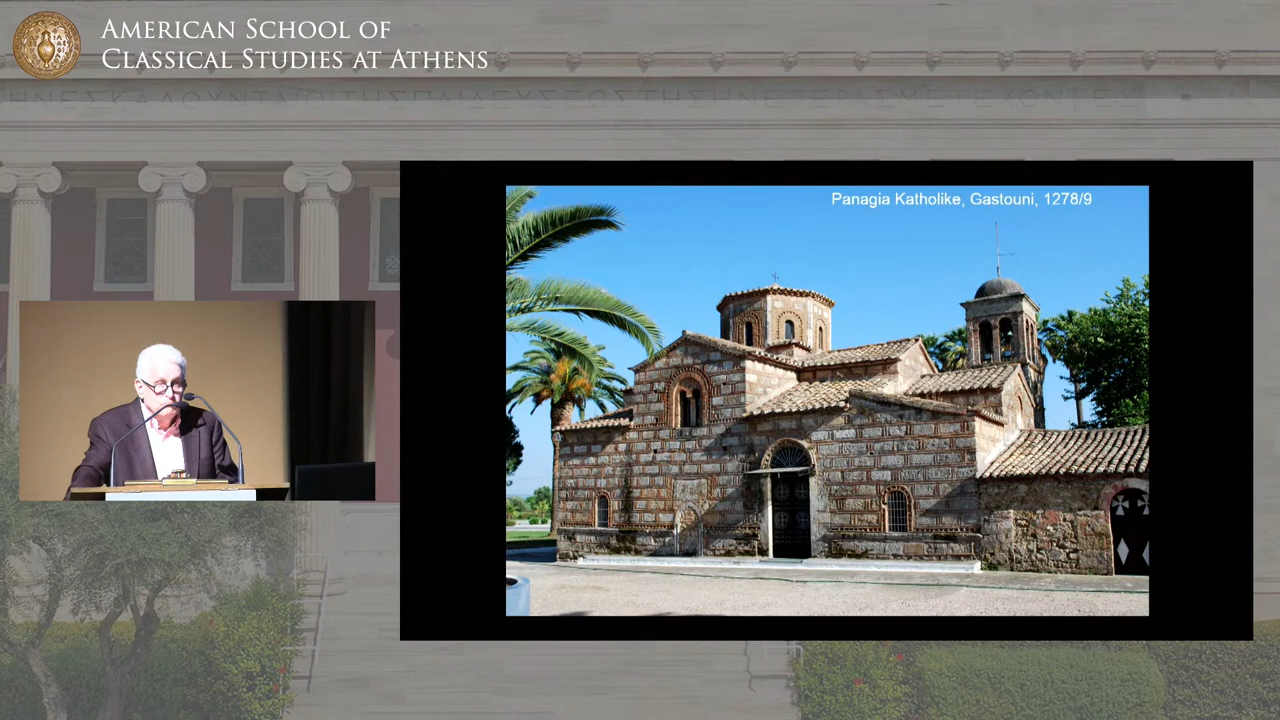 AMERICAN SCHOOL OF
CLASSICAL STUDIES AT ATHENS
Panagia Katholike, Gastouni, 1278/9